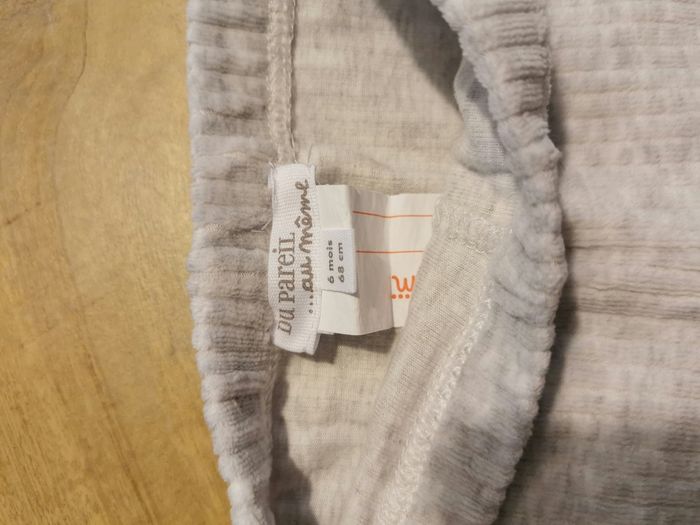 DU PAREIL
...au même
6 mois
68 cm